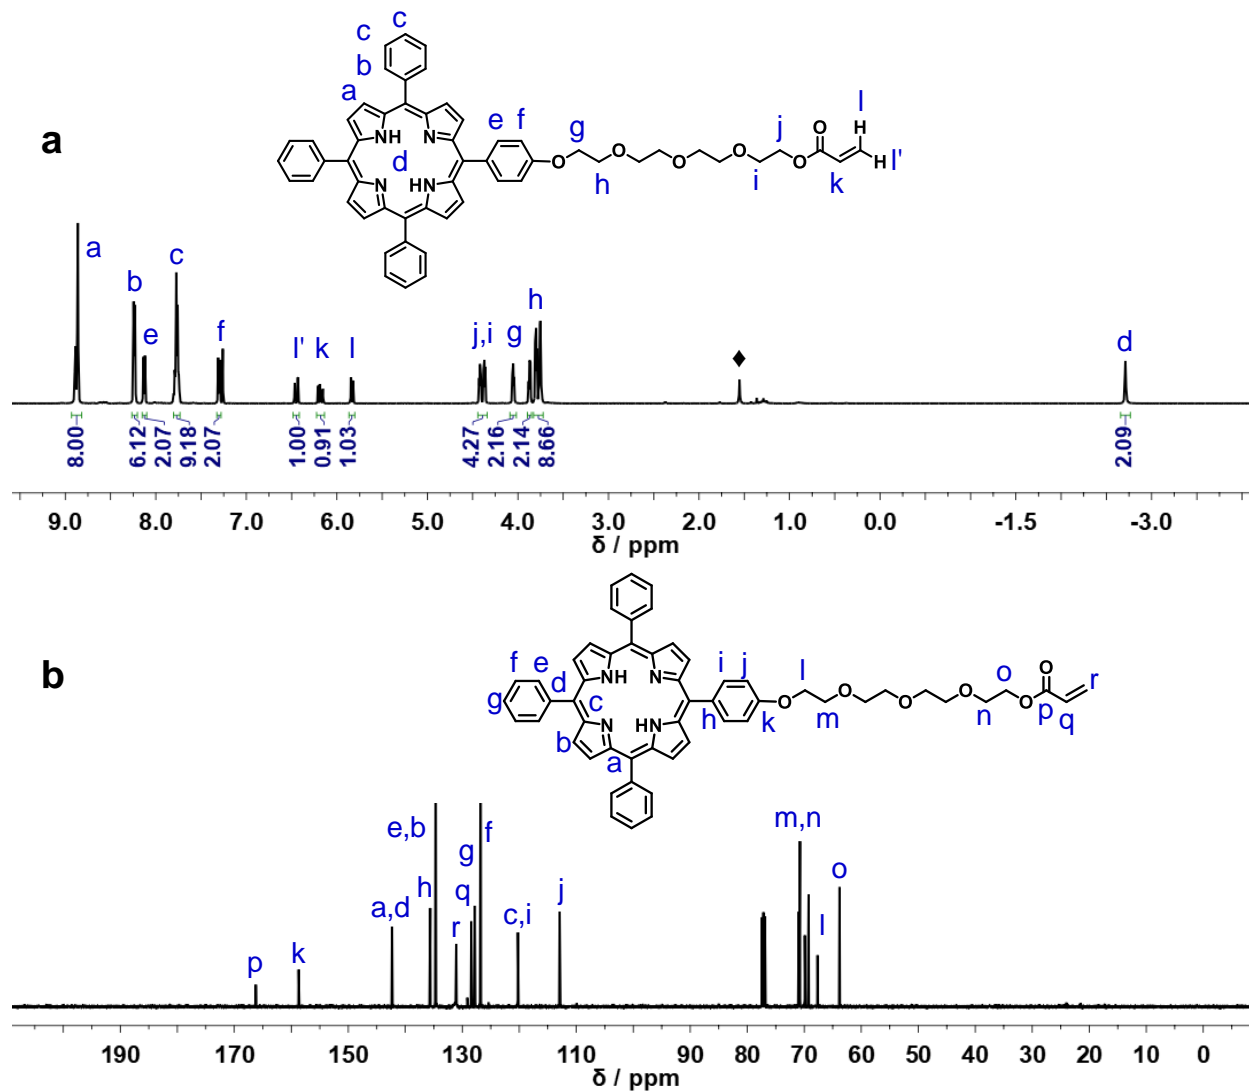 c
c
b
a
a
e f
g
j
l
O H
O O O O
H l'
h
i
k
NH N
d
N HN
a
b
c
e
f
l'
k
l
j,i
g
h
♦
d
8.00
6.12
2.07
9.18
2.07
1.00
0.91
1.03
4.27
2.16
2.14
8.66
2.09
9.0 8.0 7.0 6.0 5.0 4.0 3.0 2.0 1.0 0.0 -1.5 -3.0
δ / ppm
b
f e
d
g
c
b
a
NH N
N HN
i j
h
k
l
O
m
O O O
n
o
O
O
p
q
r
p
k
a,d
h
e,b
r
q
g
f
c,i
j
m,n
l
o
190 170 150 130 110 90 80 70 60 50 40 30 20 10 0
δ / ppm